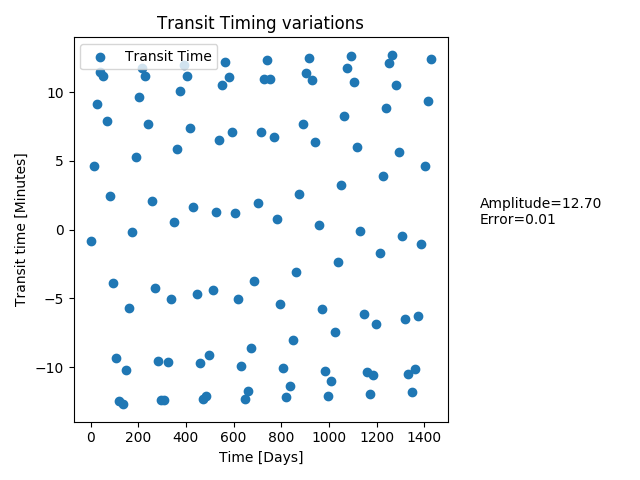 Transit Timing variations
Transit Time
10
5
0
−5
−10
Transit time [Minutes]
0 200 400 600 800 1000 1200 1400
Time [Days]
Amplitude=12.70
Error=0.01